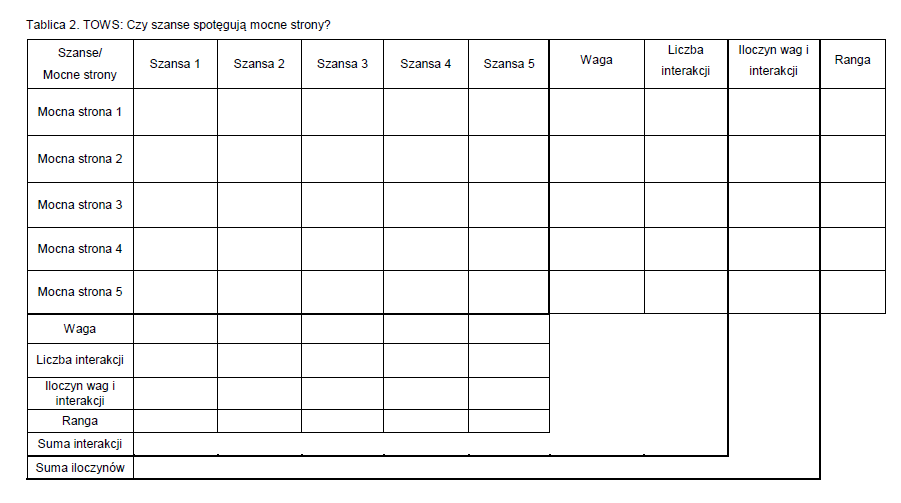 Tablica 2. TOWS: Czy szanse spotęgują mocne strony?
Szanse/
Mocne strony
Szansa 1
Szansa 2
Szansa 3
Szansa 4
Szansa 5
Waga
Liczba
interakcji
Iloczyn wag i
interakcji
Ranga
Mocna strona 1
Mocna strona 2
Mocna strona 3
Mocna strona 4
Mocna strona 5
Waga
Liczba interakcji
Iloczyn wag i
interakcji
Ranga
Suma interakcji
Suma iloczynów